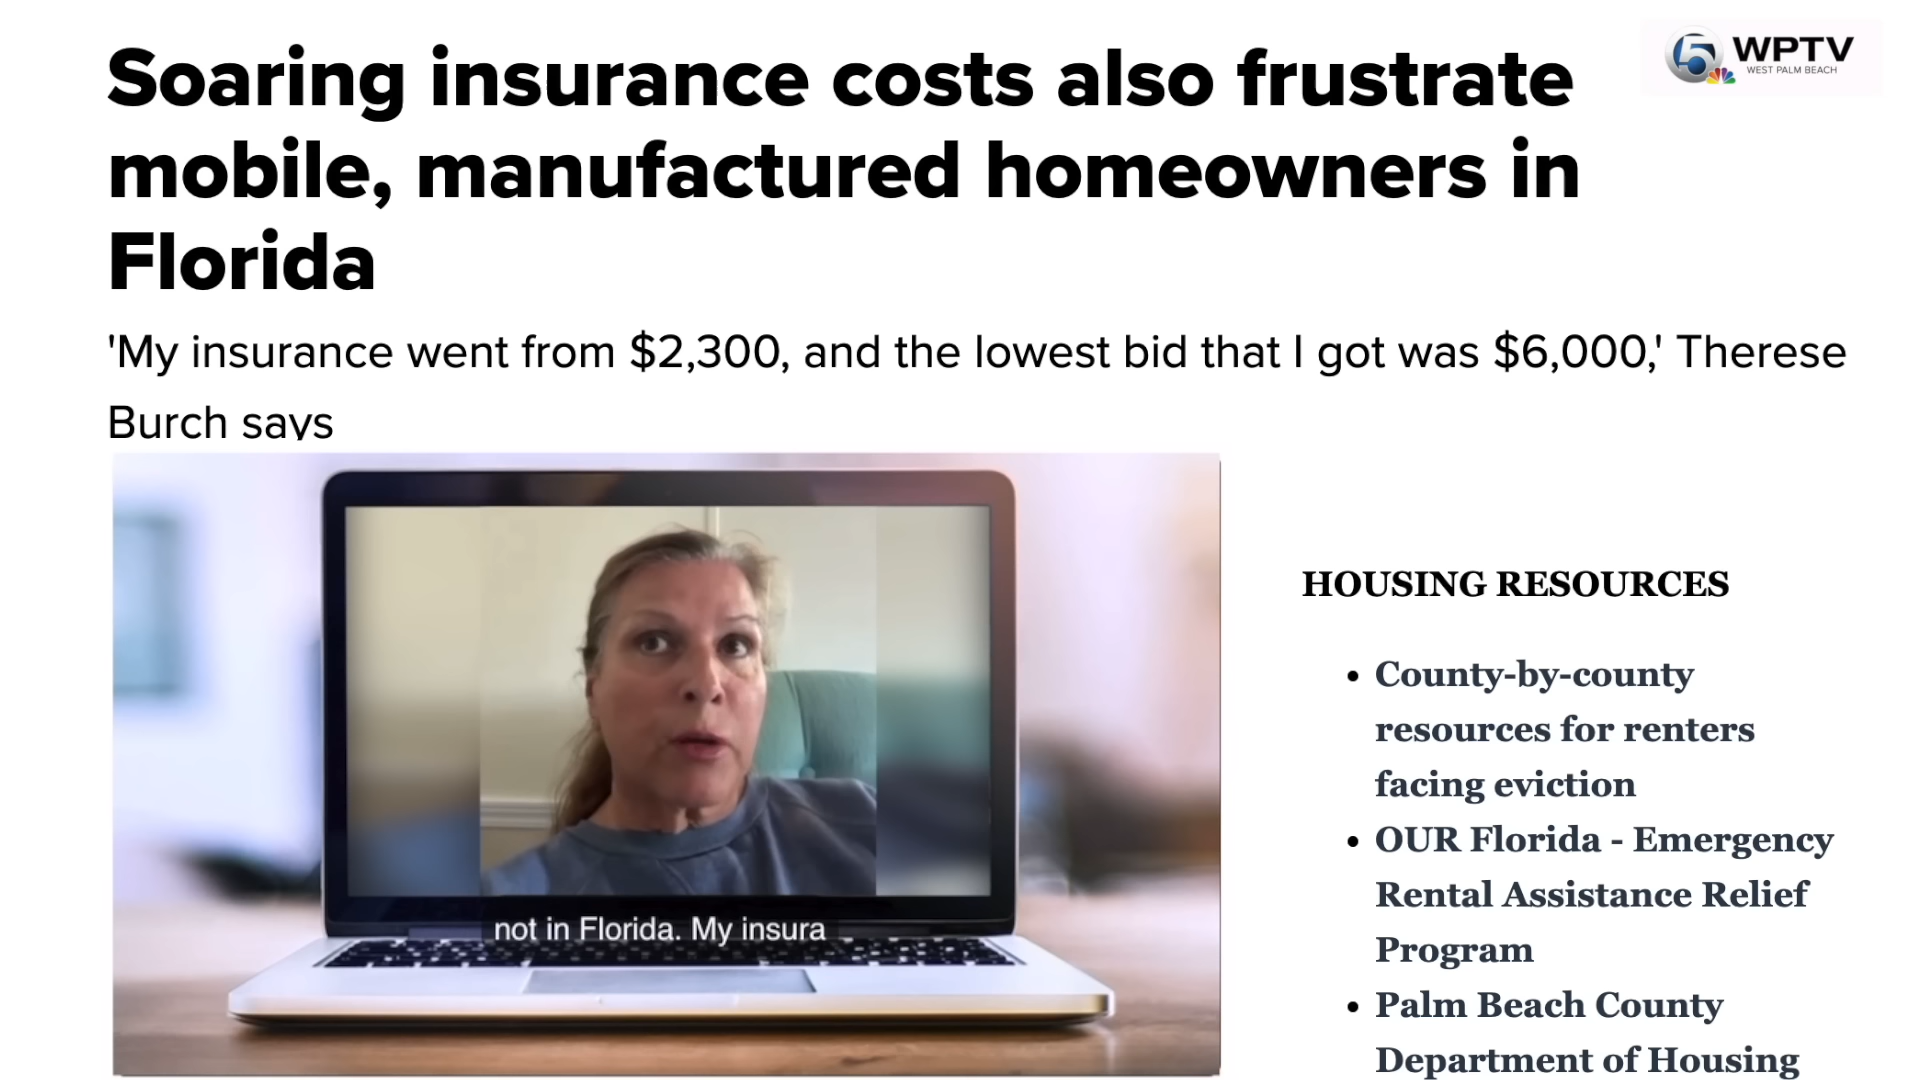 Soaring insurance costs also frustrate
mobile, manufactured homeowners in
Florida
5 WPTV
WEST PALM BEACH
'My insurance went from $2,300, and the lowest bid that I got was $6,000,' Therese
Burch says
not in Florida. My insura
HOUSING RESOURCES
• County-by-county
resources for renters
facing eviction
• OUR Florida - Emergency
Rental Assistance Relief
Program
• Palm Beach County
Department of Housing